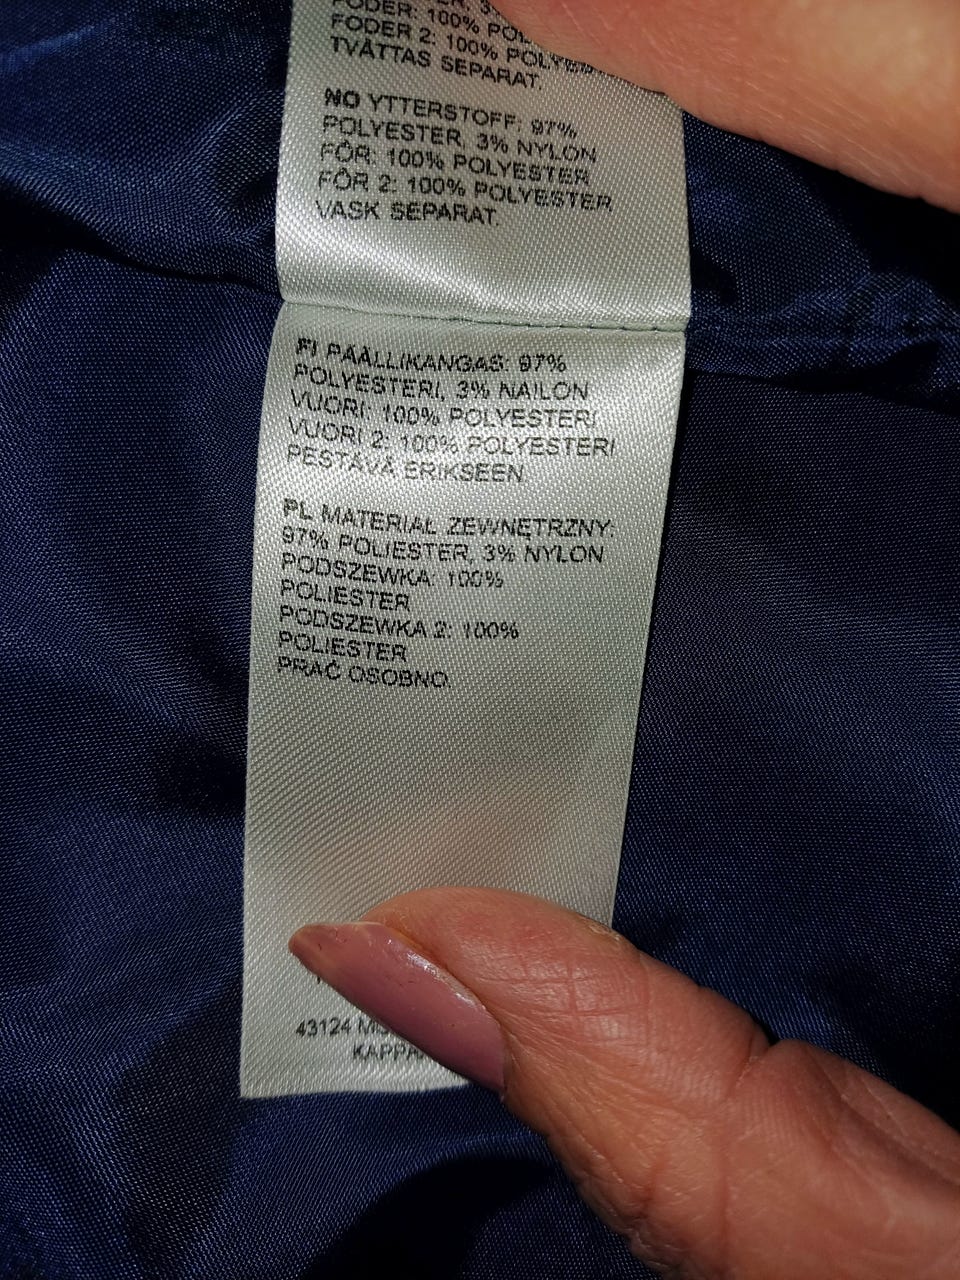 FODER: 100%
FODER 2: 100% POLYESTER
TVÄTTAS SEPARAT.
NO YTTERSTOFF: 97%
POLYESTER, 3% NYLON
FÔR: 100% POLYESTER
FÔR 2: 100% POLYESTER
VASK SEPARAT.
FI PÄÄLLIKANGAS: 97%
POLYESTERI, 3% NAILON
VUORI: 100% POLYESTERI
VUORI 2: 100% POLYESTERI
PESTÄVÄ ERIKSEEN
PL MATERIAŁ ZEWNĘTRZNY:
97% POLIESTER, 3% NYLON
PODSZEWKA: 100%
POLIESTER
PODSZEWKA 2: 100%
POLIESTER
PRAĆ OSOBNO.
43124